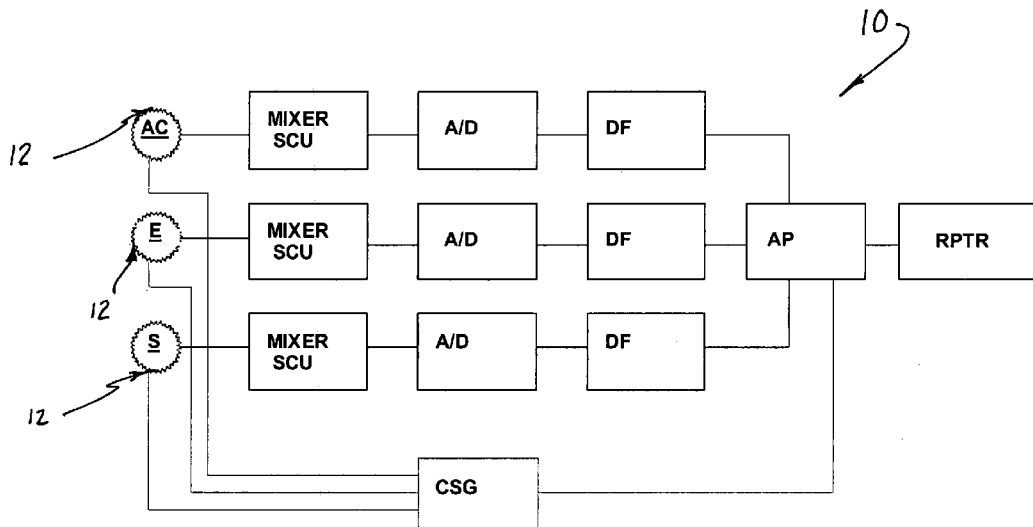 10
12
AC
MIXER
SCU
A/D
DF
12
E
MIXER
SCU
A/D
DF
AP
RPTR
12
S
MIXER
SCU
A/D
DF
CSG